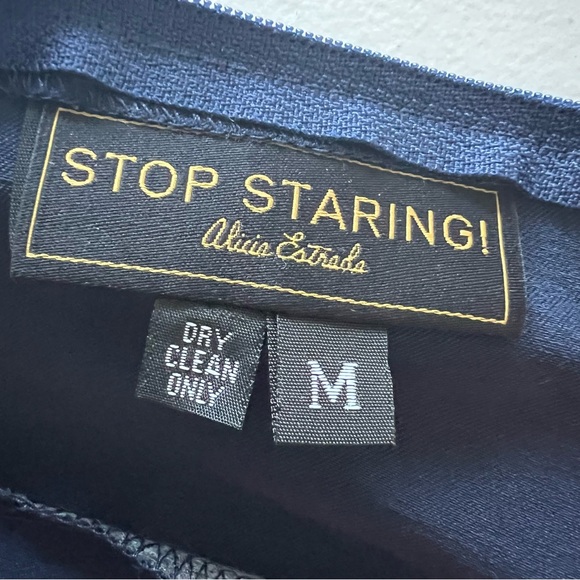 STOP STARING!
Alicia Estrada
DRY
CLEAN
ONLY
M